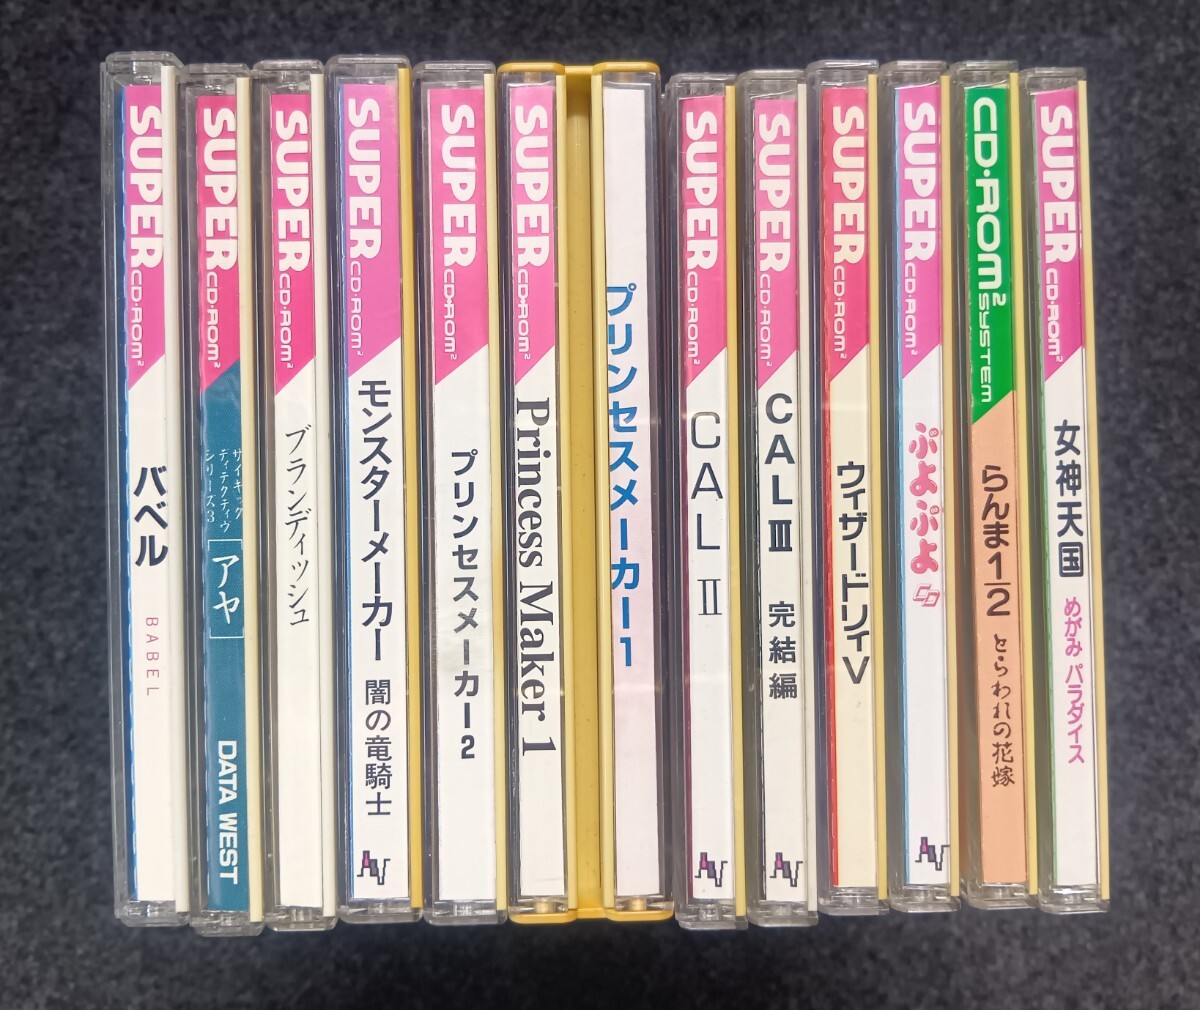 SUPER CD·ROM²
バベル
BABEL
SUPER CD·ROM²
サイキック
ディテクティヴ
シリーズ3
[アヤ]
DATA WEST
SUPER CD·ROM²
ブランディッシュ
SUPER CD·ROM²
モンスターメーカー 闇の竜騎士
AV
SUPER CD·ROM²
プリンセスメーカー2
SUPER CD·ROM²
Princess Maker 1
プリンセスメーカー1
SUPER CD·ROM²
CAL II
AV
SUPER CD·ROM²
CAL III 完結編
AV
SUPER CD·ROM²
ウィザードリィV
SUPER CD·ROM²
ぷよぷよ CD
AV
CD·ROM² SYSTEM
らんま1/2 とらわれの花嫁
SUPER CD·ROM²
女神天国 めがみパラダイス